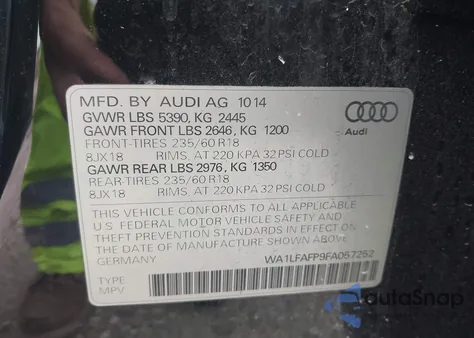 MFD. BY AUDI AG 10 14
GVWR LBS 5390, KG 2445
GAWR FRONT LBS 2646, KG 1200
FRONT-TIRES 235/60 R18
8JX18 RIMS, AT 220 KPA 32 PSI COLD
GAWR REAR LBS 2976, KG 1350
REAR-TIRES 235/60 R18
8JX18 RIMS, AT 220 KPA 32 PSI COLD
THIS VEHICLE CONFORMS TO ALL APPLICABLE
U.S FEDERAL MOTOR VEHICLE SAFETY AND
THEFT PREVENTION STANDARDS IN EFFECT ON
THE DATE OF MANUFACTURE SHOWN ABOVE.
GERMANY WA1LFAFP9FA057252
TYPE
MPV
autoSnap